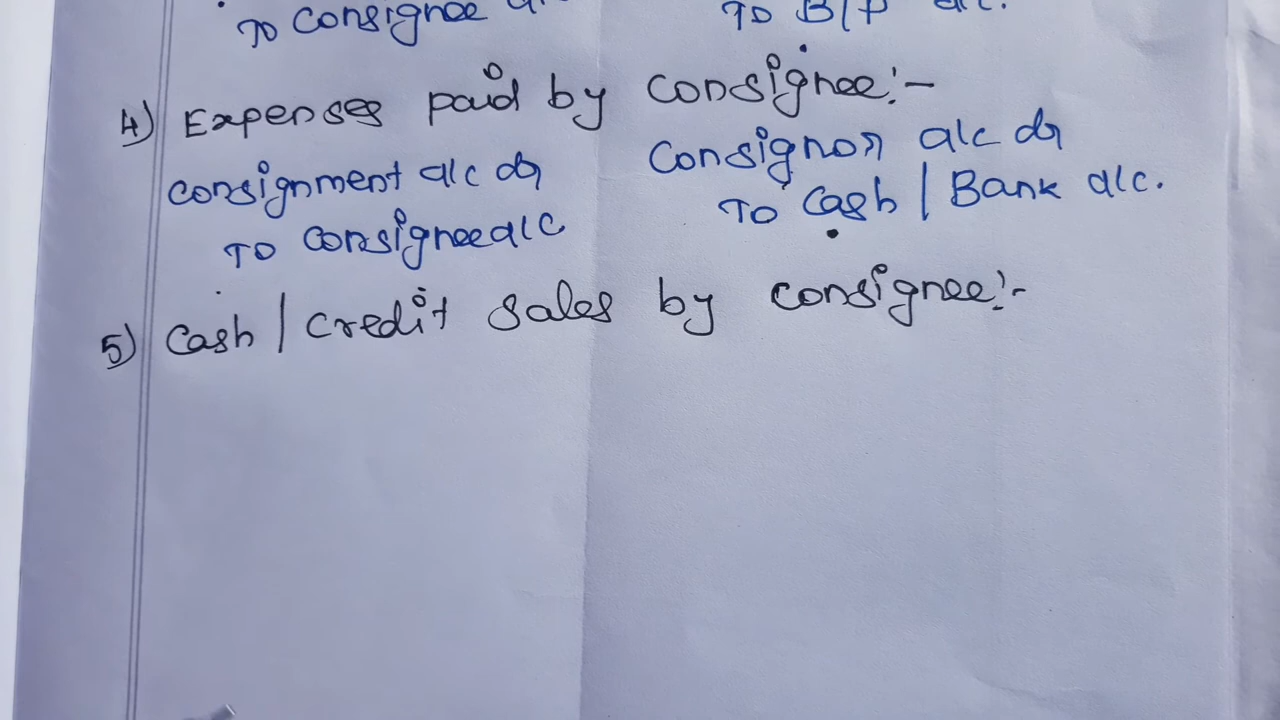 To consignee a/c
To B/P a/c.
4) Expenses paid by consignee:-
consignment a/c dr
To consignee a/c
Consignor a/c dr
To cash / Bank a/c.
5) Cash / credit sales by consignee:-